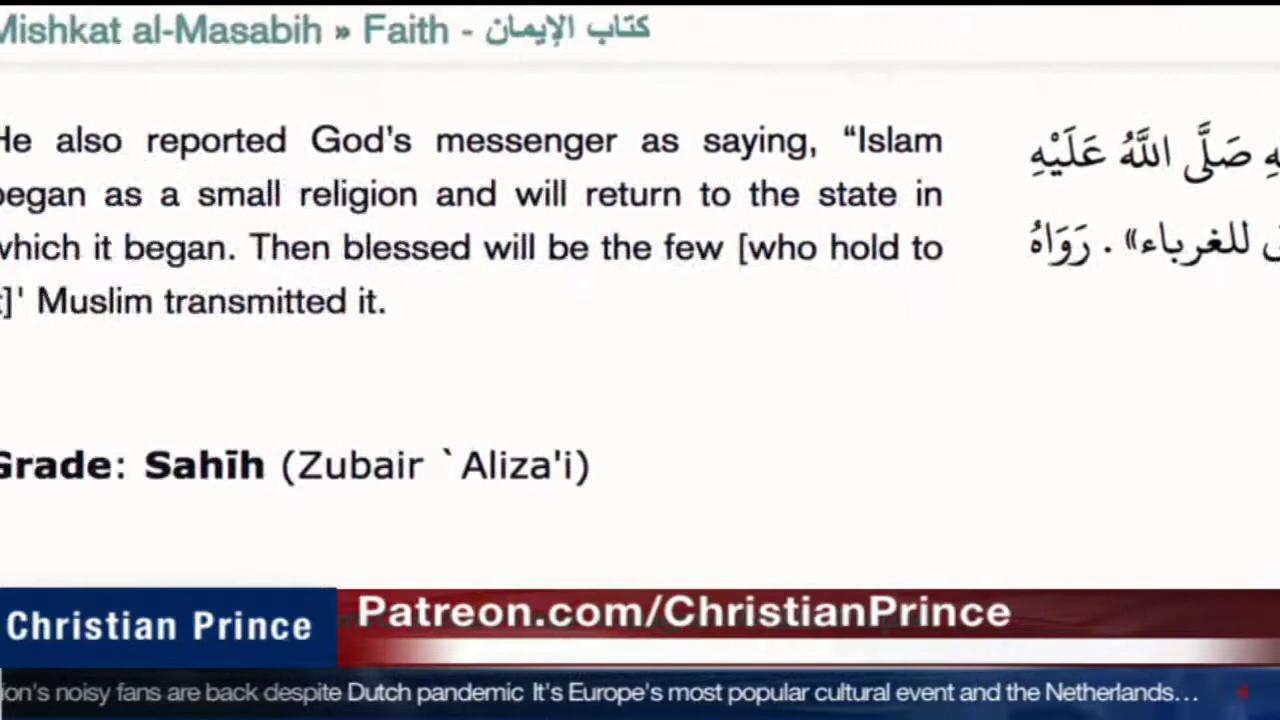 Mishkat al-Masabih » Faith - كتاب الإيمان
He also reported God's messenger as saying, “Islam
began as a small religion and will return to the state in
which it began. Then blessed will be the few [who hold to
it]' Muslim transmitted it.
صَلَّى اللَّهُ عَلَيْهِ
للغرباء» . رَوَاهُ
Grade: Sahīh (Zubair `Aliza'i)
Christian Prince
Patreon.com/ChristianPrince
ion's noisy fans are back despite Dutch pandemic It's Europe's most popular cultural event and the Netherlands...